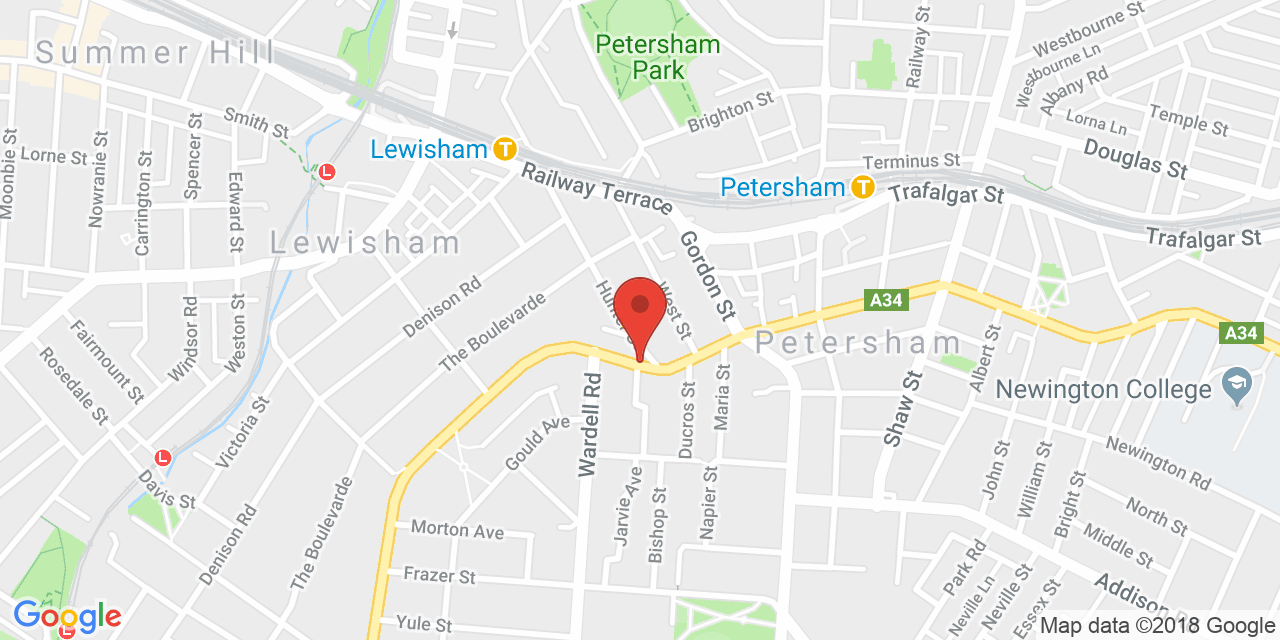 Summer Hill
Petersham
Park
Railway St
Westbourne St
Westbourne Ln
Albany Rd
Lorna Ln
Temple St
Douglas St
Brighton St
Smith St
Lorne St
Moonbie St
Nowranie St
Carrington St
Spencer St
Edward St
L
Lewisham
T
Railway Terrace
Terminus St
Petersham
T
Trafalgar St
Trafalgar St
Lewisham
Gordon St
West St
Denison Rd
The Boulevarde
A34
A34
Petersham
Windsor Rd
Weston St
Fairmount St
Rosedale St
Victoria St
L
Davis St
Denison Rd
The Boulevarde
Gould Ave
Wardell Rd
Ducros St
Maria St
Shaw St
Albert St
Newington College
Newington Rd
Jarvie Ave
Bishop St
Napier St
John St
William St
Bright St
North St
Middle St
Morton Ave
Frazer St
Yule St
Park Rd
Neville Ln
Neville St
Essex St
Addison
Google
L
Map data ©2018 Google